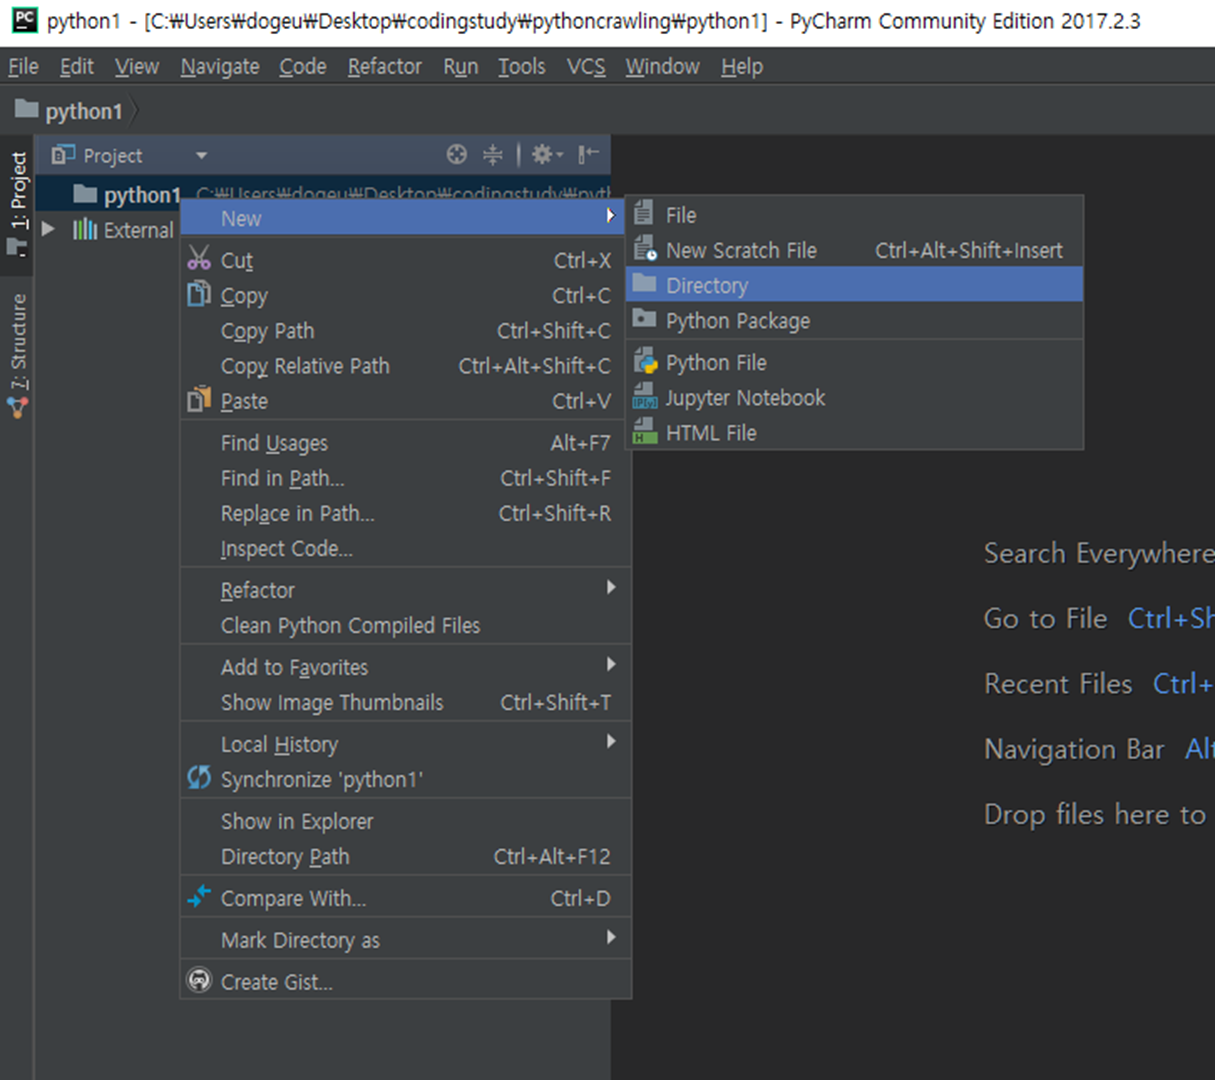 PC python1 - [C:₩Users₩dogeu₩Desktop₩codingstudy₩pythoncrawling₩python1] - PyCharm Community Edition 2017.2.3
File Edit View Navigate Code Refactor Run Tools VCS Window Help
python1
1: Project
7: Structure
Project
python1 C:₩Users₩dogeu₩Desktop₩codingstudy₩pyth
External
New
Cut Ctrl+X
Copy Ctrl+C
Copy Path Ctrl+Shift+C
Copy Relative Path Ctrl+Alt+Shift+C
Paste Ctrl+V
Find Usages Alt+F7
Find in Path... Ctrl+Shift+F
Replace in Path... Ctrl+Shift+R
Inspect Code...
Refactor
Clean Python Compiled Files
Add to Favorites
Show Image Thumbnails Ctrl+Shift+T
Local History
Synchronize 'python1'
Show in Explorer
Directory Path Ctrl+Alt+F12
Compare With... Ctrl+D
Mark Directory as
Create Gist...
File
New Scratch File Ctrl+Alt+Shift+Insert
Directory
Python Package
Python File
Jupyter Notebook
HTML File
Search Everywhere
Go to File Ctrl+Sh
Recent Files Ctrl+
Navigation Bar Alt
Drop files here to